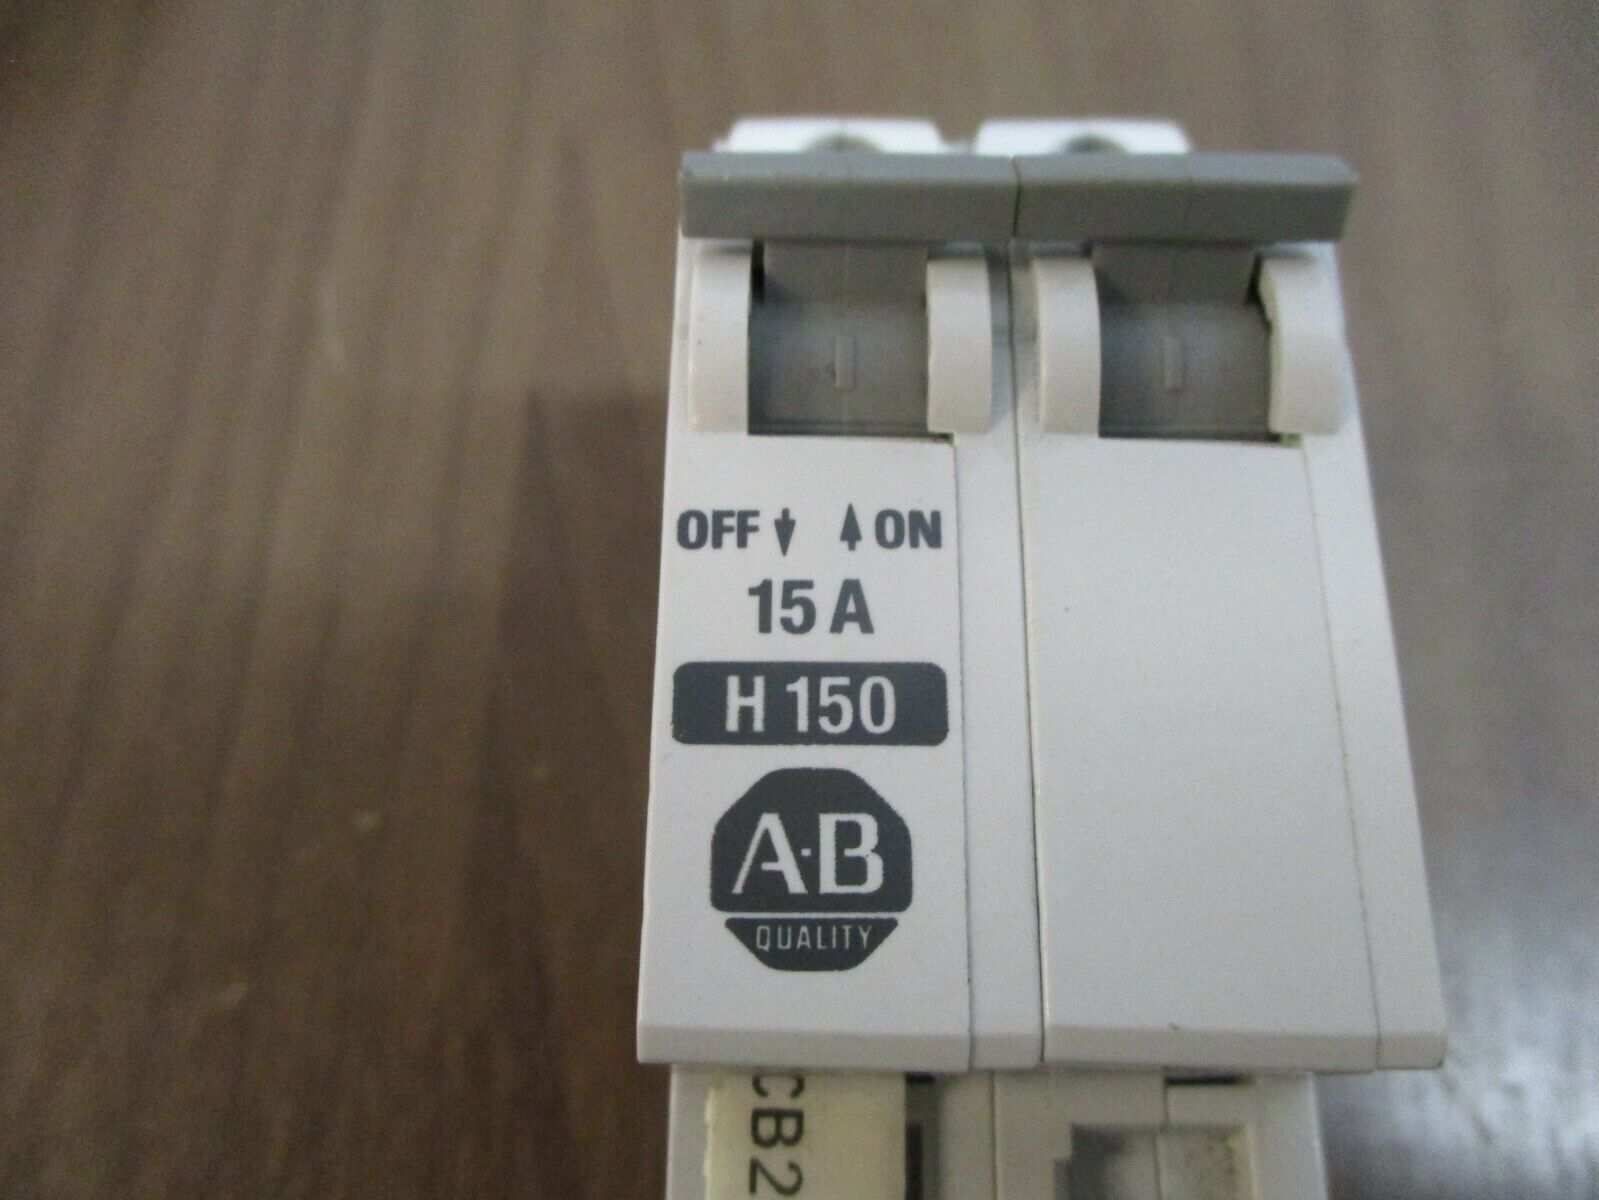 OFF ↓ ↑ ON
15 A
H 150
A·B
QUALITY
CB2